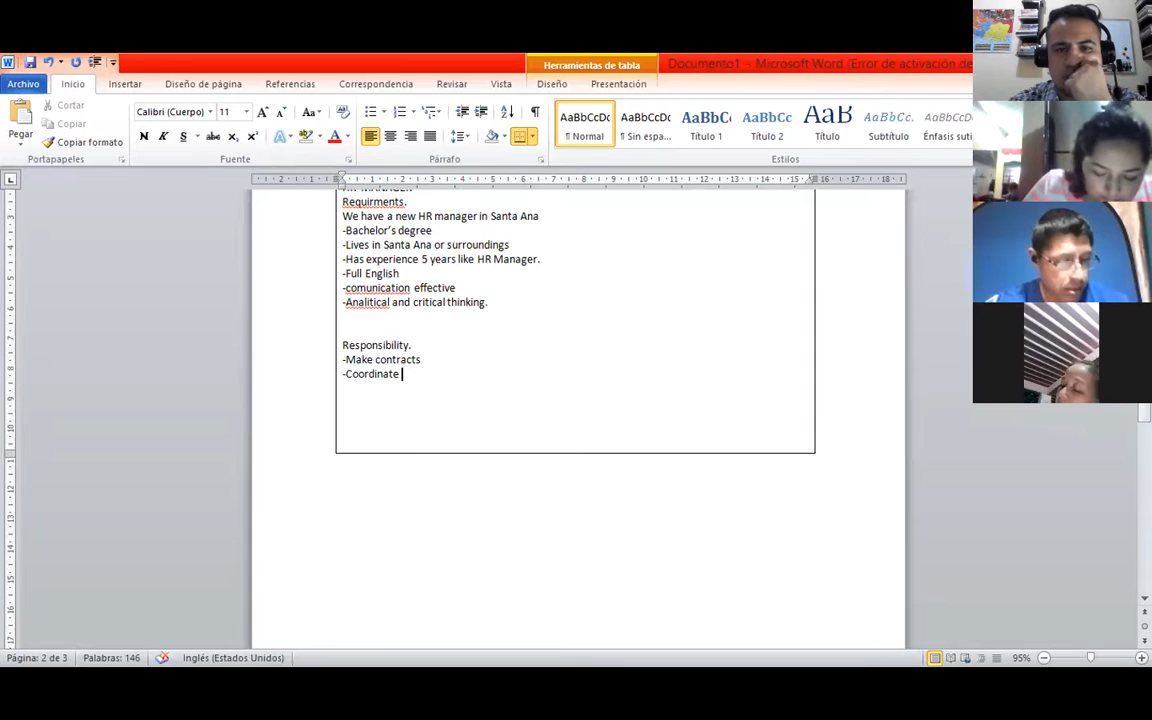 Herramientas de tabla
Documento1 - Microsoft Word (Error de activación de
Archivo
Inicio
Insertar
Diseño de página
Referencias
Correspondencia
Revisar
Vista
Diseño
Presentación
Pegar
Cortar
Copiar
Copiar formato
Portapapeles
Calibri (Cuerpo)
11
Fuente
Párrafo
AaBbCcDc
¶ Normal
AaBbCcDc
¶ Sin espa...
AaBbC(
Título 1
AaBbCc
Título 2
AaB
Título
AaBbCc.
Subtítulo
AaBbCcD
Énfasis suti
Estilos
Requirments.
We have a new HR manager in Santa Ana
-Bachelor's degree
-Lives in Santa Ana or surroundings
-Has experience 5 years like HR Manager.
-Full English
-comunication effective
-Analitical and critical thinking.
Responsibility.
-Make contracts
-Coordinate
Página: 2 de 3
Palabras: 146
Inglés (Estados Unidos)
95%